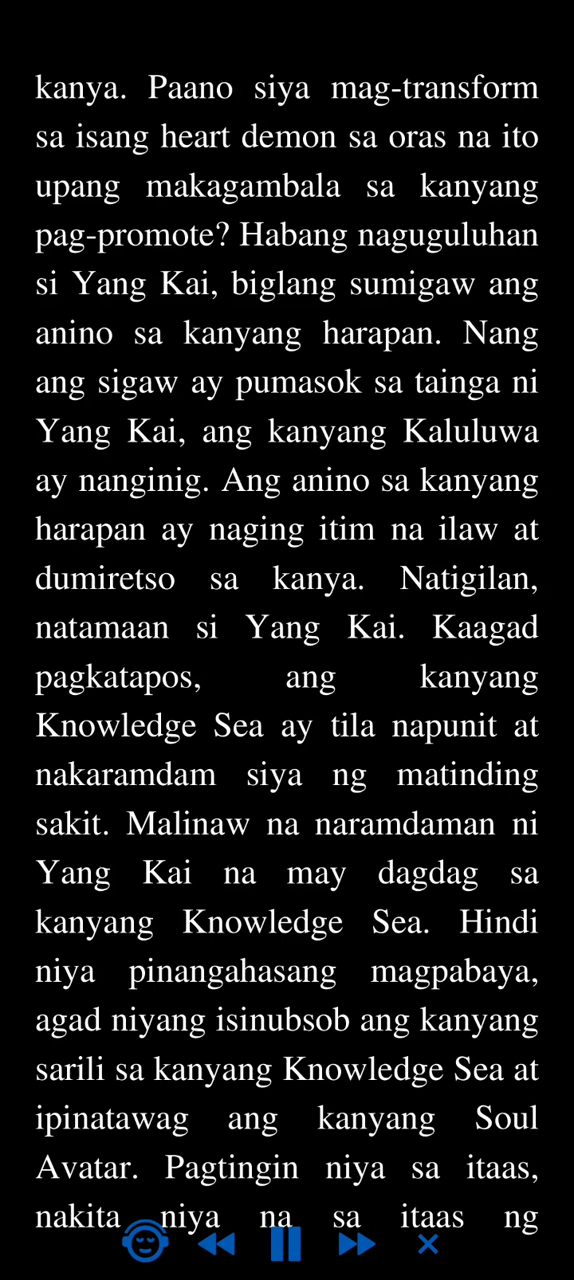 kanya. Paano siya mag-transform
sa isang heart demon sa oras na ito
upang makagambala sa kanyang
pag-promote? Habang naguguluhan
si Yang Kai, biglang sumigaw ang
anino sa kanyang harapan. Nang
ang sigaw ay pumasok sa tainga ni
Yang Kai, ang kanyang Kaluluwa
ay nanginig. Ang anino sa kanyang
harapan ay naging itim na ilaw at
dumiretso sa kanya. Natigilan,
natamaan si Yang Kai. Kaagad
pagkatapos, ang kanyang
Knowledge Sea ay tila napunit at
nakaramdam siya ng matinding
sakit. Malinaw na naramdaman ni
Yang Kai na may dagdag sa
kanyang Knowledge Sea. Hindi
niya pinangahasang magpabaya,
agad niyang isinubsob ang kanyang
sarili sa kanyang Knowledge Sea at
ipinatawag ang kanyang Soul
Avatar. Pagtingin niya sa itaas,
nakita niya na sa itaas ng